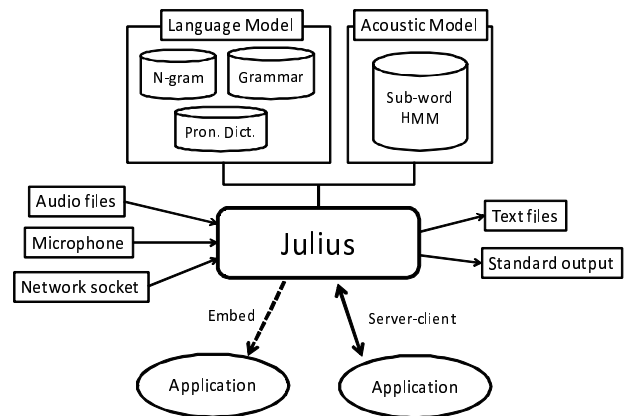 Language Model
Acoustic Model
N-gram
Grammar
Pron. Dict.
Sub-word
HMM
Audio files
Microphone
Network socket
Julius
Text files
Standard output
Embed
Server-client
Application
Application